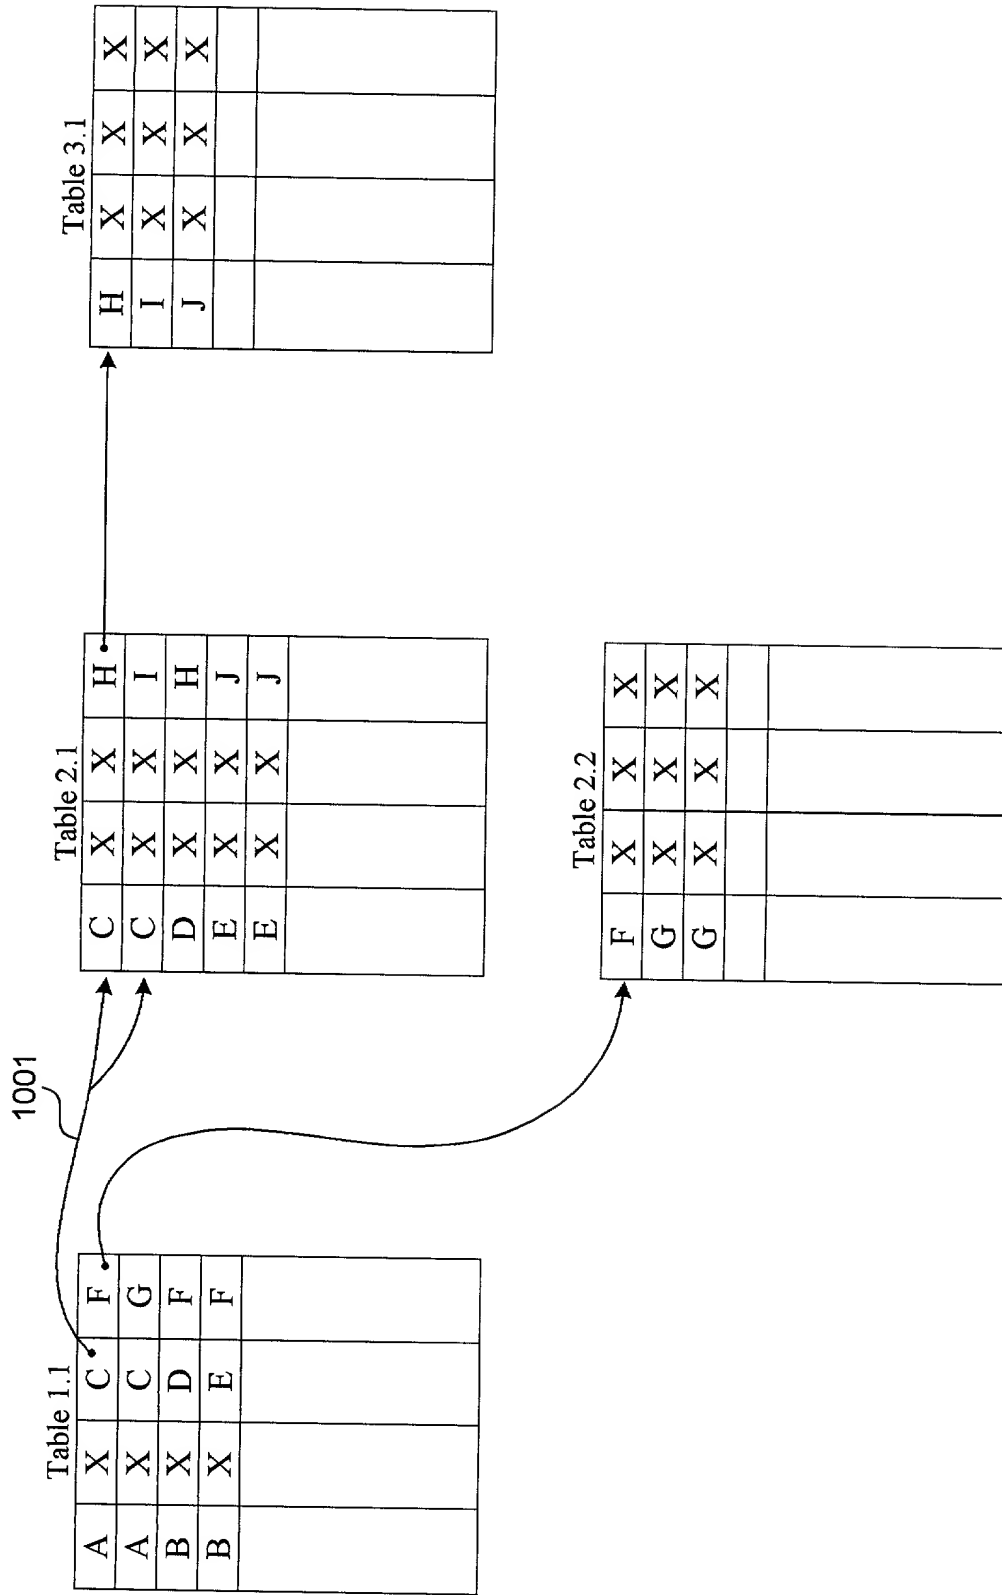 Table 1.1
A X C F
A X C G
B X D F
B X E F
1001
Table 2.1
C X X H
C X X I
D X X H
E X X J
E X X J
Table 2.2
F X X X
G X X X
G X X X
Table 3.1
H X X X
I X X X
J X X X